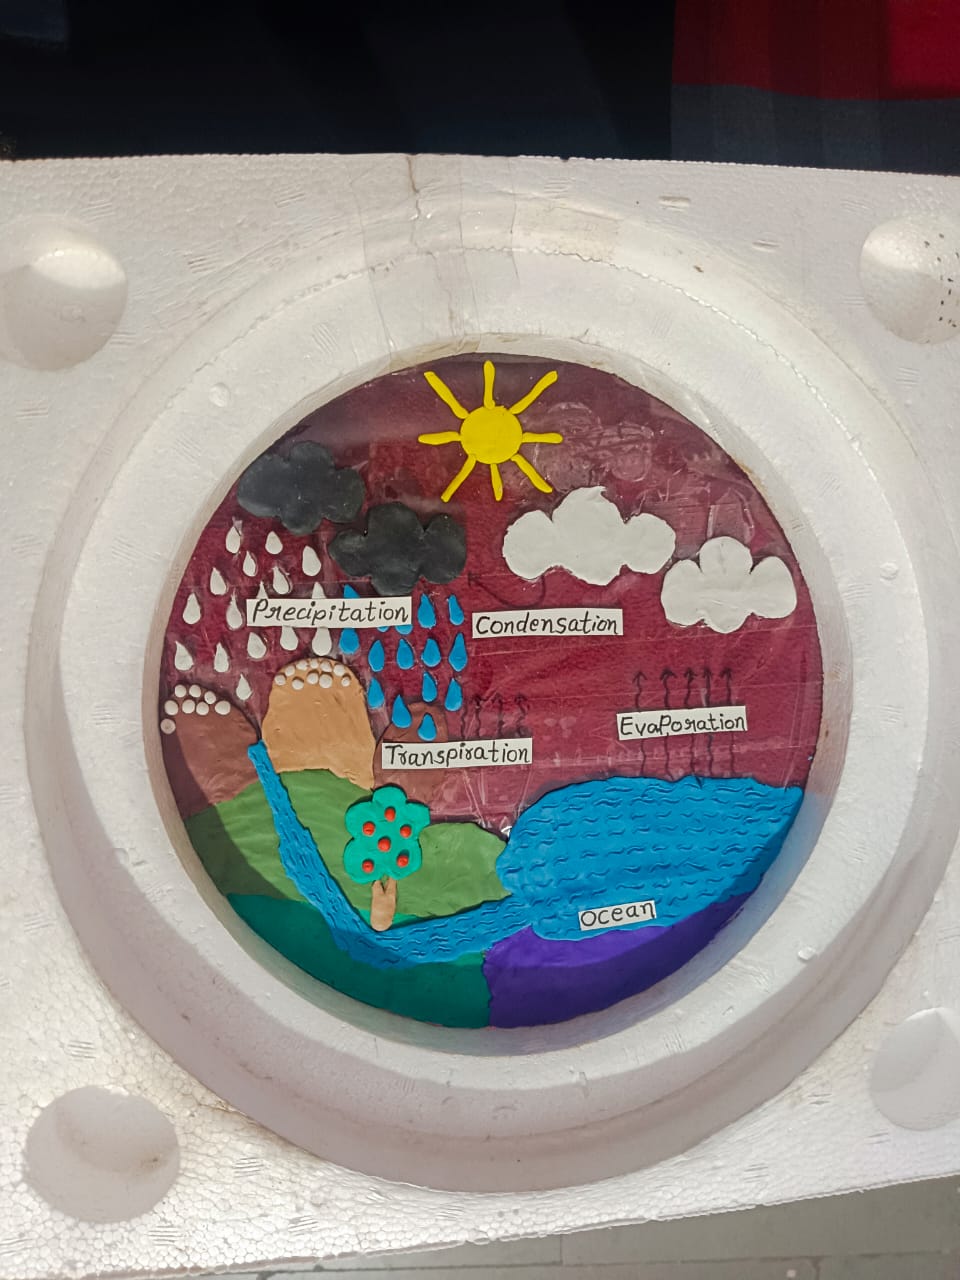 Precipitation
Condensation
Transpiration
Evaporation
Ocean